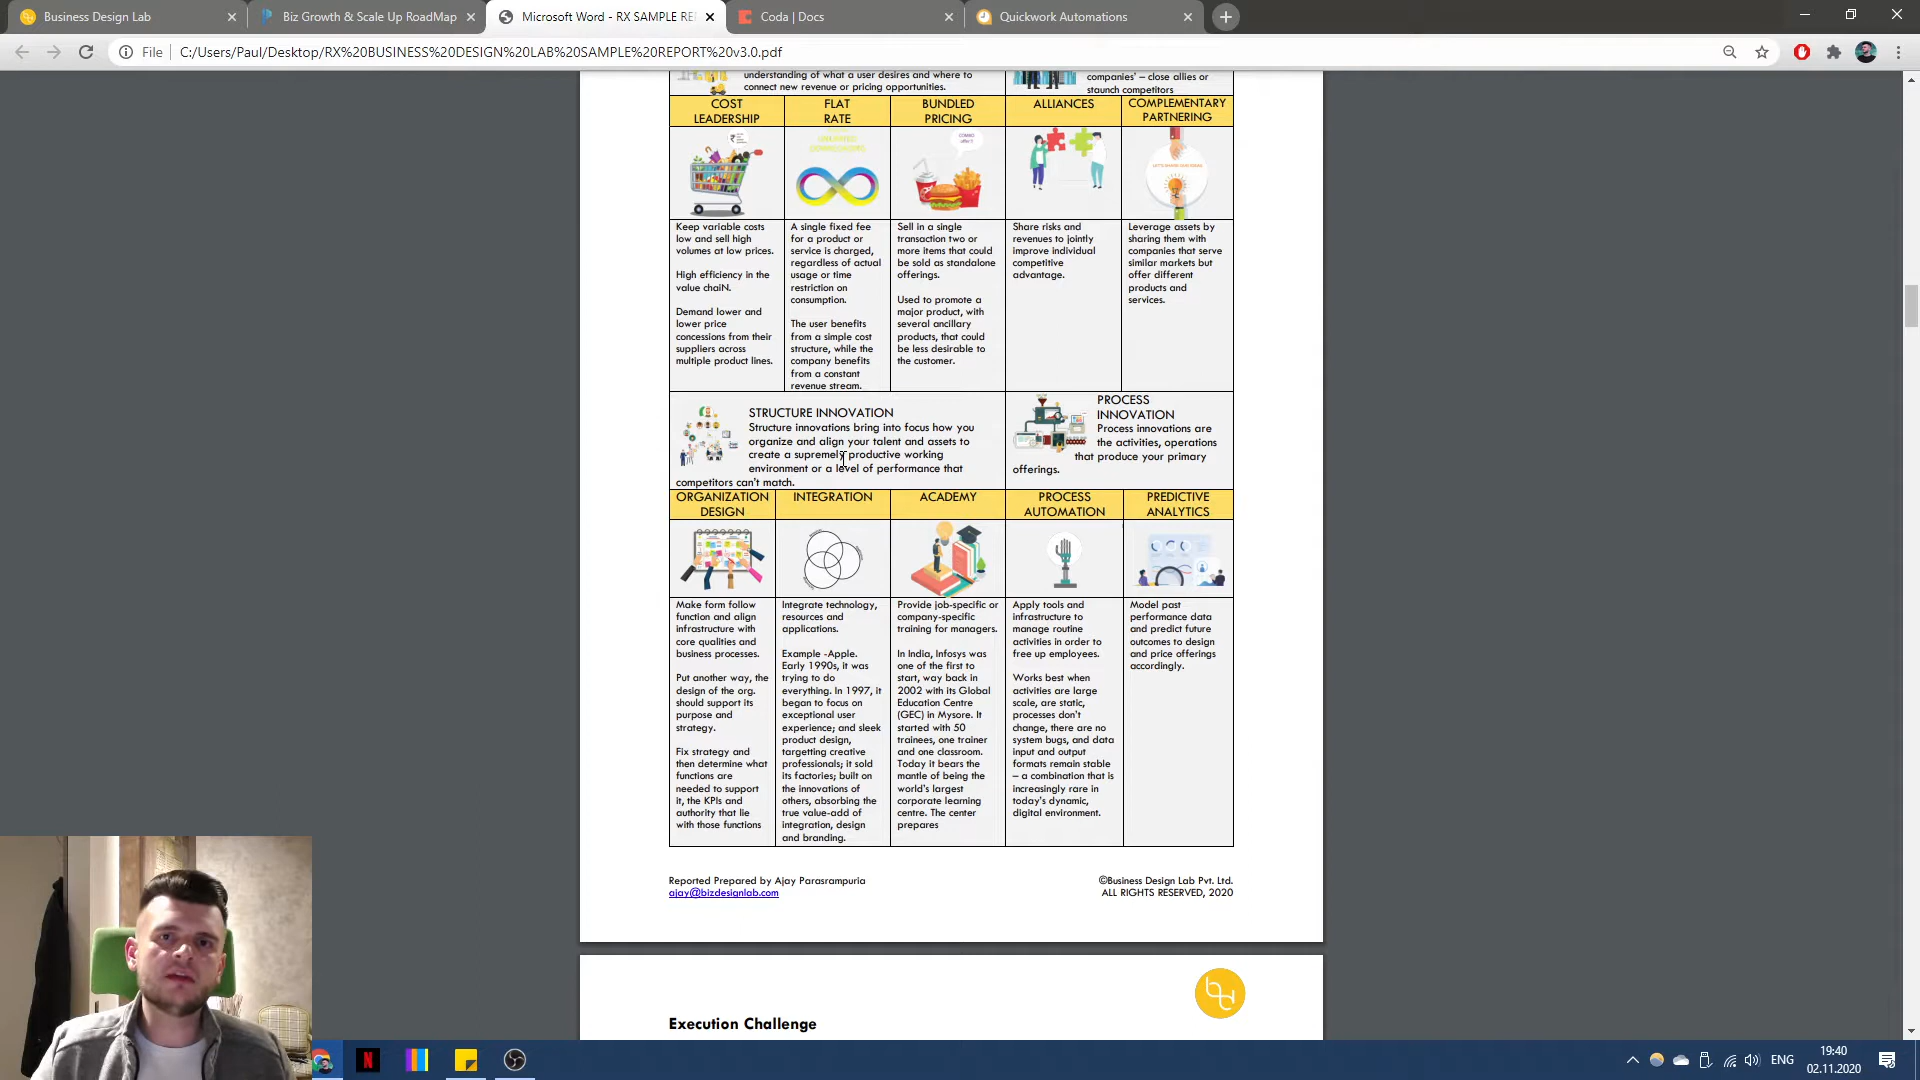 Business Design Lab
Biz Growth & Scale Up RoadMap
Microsoft Word - RX SAMPLE RE
Coda | Docs
Quickwork Automations
File
C:/Users/Paul/Desktop/RX%20BUSINESS%20DESIGN%20LAB%20SAMPLE%20REPORT%20v3.0.pdf
understanding of what a user desires and where to
connect new revenue or pricing opportunities.
companies' – close allies or
staunch competitors
COST
LEADERSHIP
FLAT
RATE
BUNDLED
PRICING
ALLIANCES
COMPLEMENTARY
PARTNERING
Keep variable costs
low and sell high
volumes at low prices.
High efficiency in the
value chaiN.
Demand lower and
lower price
concessions from their
suppliers across
multiple product lines.
A single fixed fee
for a product or
service is charged,
regardless of actual
usage or time
restriction on
consumption.
The user benefits
from a simple cost
structure, while the
company benefits
from a constant
revenue stream.
Sell in a single
transaction two or
more items that could
be sold as standalone
offerings.
Used to promote a
major product, with
several ancillary
products, that could
be less desirable to
the customer.
Share risks and
revenues to jointly
improve individual
competitive
advantage.
Leverage assets by
sharing them with
companies that serve
similar markets but
offer different
products and
services.
STRUCTURE INNOVATION
Structure innovations bring into focus how you
organize and align your talent and assets to
create a supremely productive working
environment or a level of performance that
competitors can't match.
PROCESS
INNOVATION
Process innovations are
the activities, operations
that produce your primary
offerings.
ORGANIZATION
DESIGN
INTEGRATION
ACADEMY
PROCESS
AUTOMATION
PREDICTIVE
ANALYTICS
Make form follow
function and align
infrastructure with
core qualities and
business processes.
Put another way, the
design of the org.
should support its
purpose and
strategy.
Fix strategy and
then determine what
functions are
needed to support
it, the KPIs and
authority that lie
with those functions
Integrate technology,
resources and
applications.
Example -Apple.
Early 1990s, it was
trying to do
everything. In 1997, it
began to focus on
exceptional user
experience; and sleek
product design,
targetting creative
professionals; it sold
its factories; built on
the innovations of
others, absorbing the
true value-add of
integration, design
and branding.
Provide job-specific or
company-specific
training for managers.
In India, Infosys was
one of the first to
start, way back in
2002 with its Global
Education Centre
(GEC) in Mysore. It
started with 50
trainees, one trainer
and one classroom.
Today it bears the
mantle of being the
world's largest
corporate learning
centre. The center
prepares
Apply tools and
infrastructure to
manage routine
activities in order to
free up employees.
Works best when
activities are large
scale, are static,
processes don't
change, there are no
system bugs, and data
input and output
formats remain stable
– a combination that is
increasingly rare in
today's dynamic,
digital environment.
Model past
performance data
and predict future
outcomes to design
and price offerings
accordingly.
Reported Prepared by Ajay Parasrampuria
ajay@bizdesignlab.com
©Business Design Lab Pvt. Ltd.
ALL RIGHTS RESERVED, 2020
Execution Challenge
ENG
19:40
02.11.2020